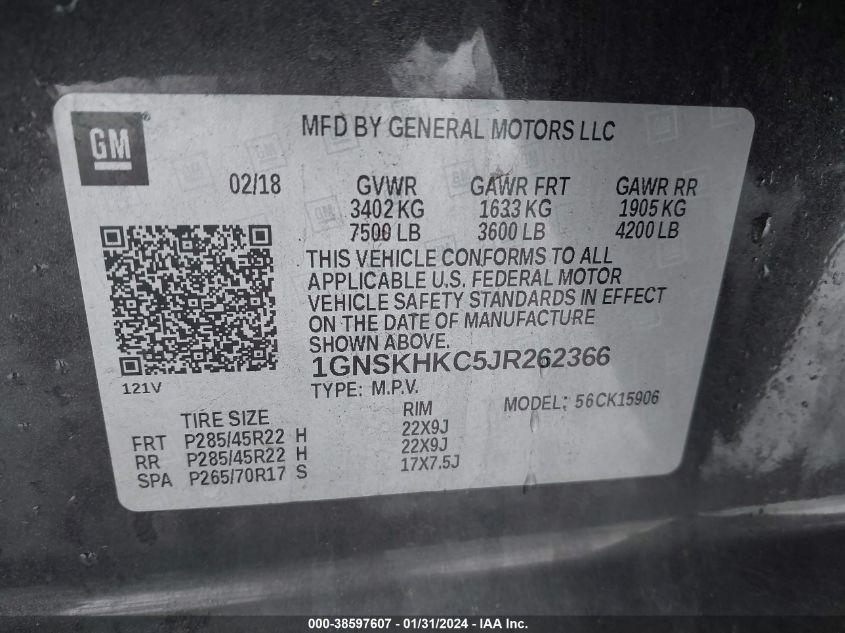 GM
MFD BY GENERAL MOTORS LLC
02/18 GVWR GAWR FRT GAWR RR
3402 KG 1633 KG 1905 KG
7500 LB 3600 LB 4200 LB
THIS VEHICLE CONFORMS TO ALL
APPLICABLE U.S. FEDERAL MOTOR
VEHICLE SAFETY STANDARDS IN EFFECT
ON THE DATE OF MANUFACTURE
SHOWN ABOVE.
1GNSKHKC5JR262366
121V
TYPE: M.P.V.
MODEL: 56CK15906
TIRE SIZE RIM
FRT P285/45R22 H 22X9J
RR P285/45R22 H 22X9J
SPA P265/70R17 S 17X7.5J
000-38597607 - 01/31/2024 - IAA Inc.